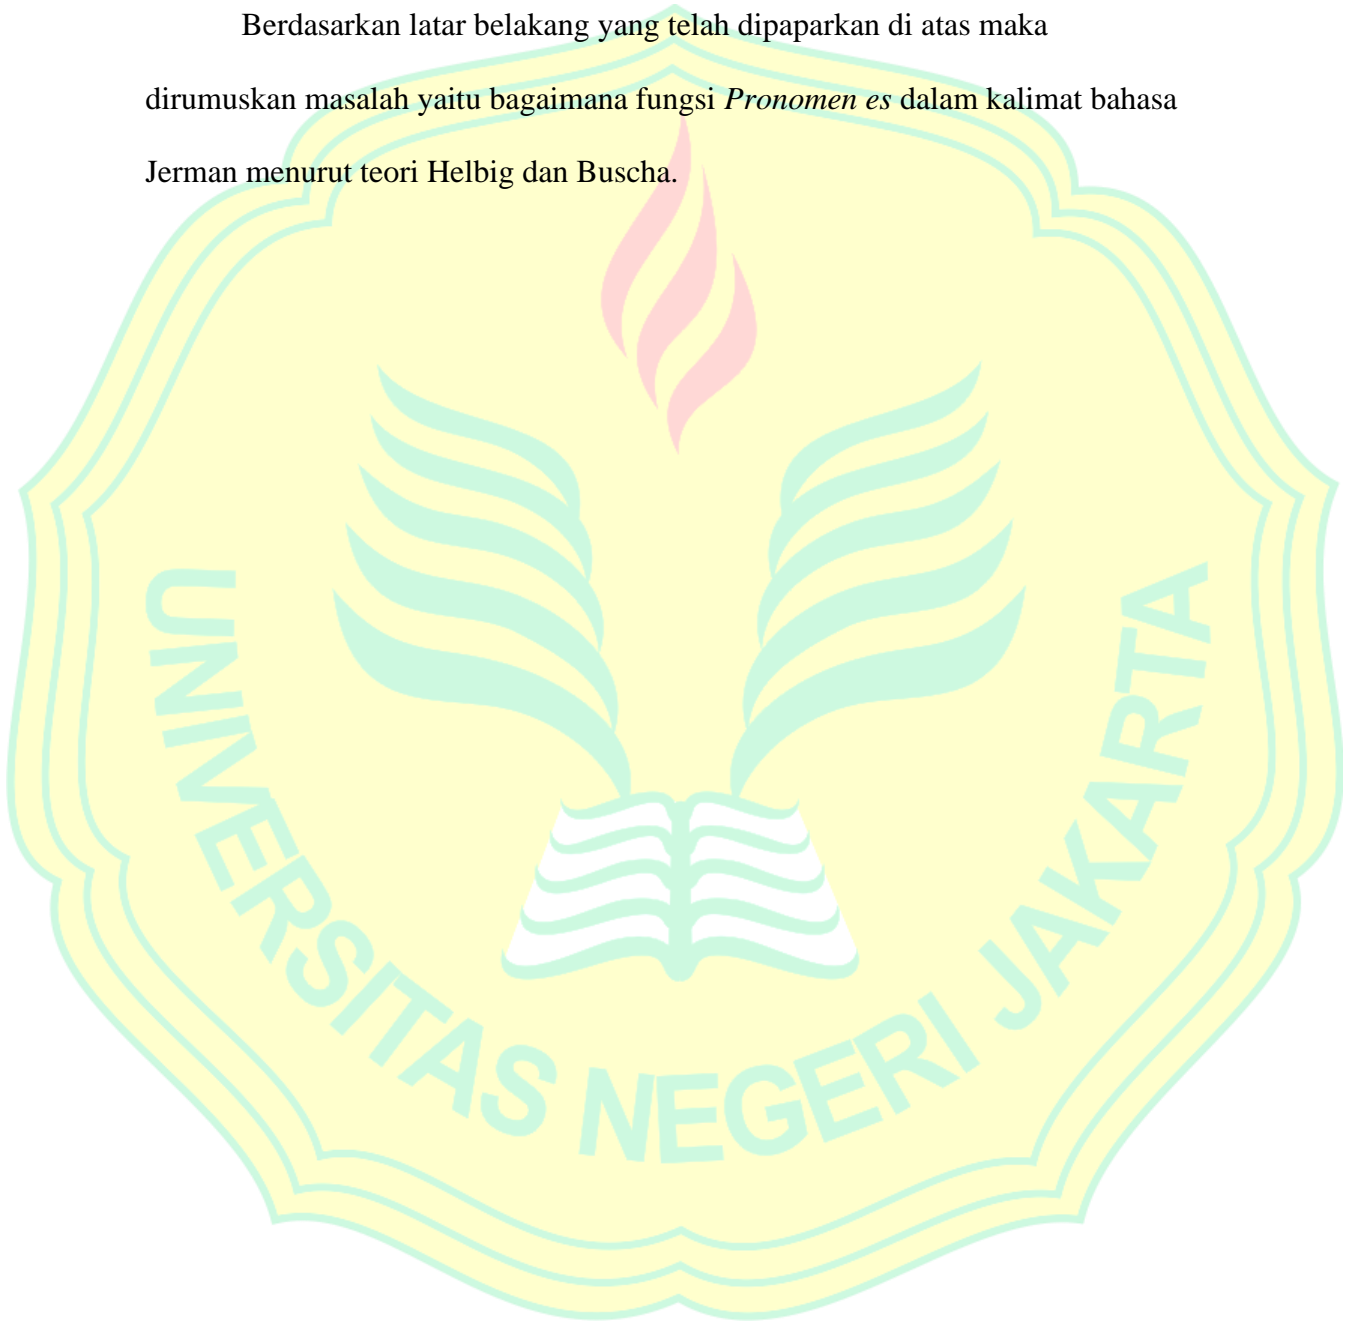 Berdasarkan latar belakang yang telah dipaparkan di atas maka
dirumuskan masalah yaitu bagaimana fungsi Pronomen es dalam kalimat bahasa
Jerman menurut teori Helbig dan Buscha.
UNIVERSITAS NEGERI JAKARTA